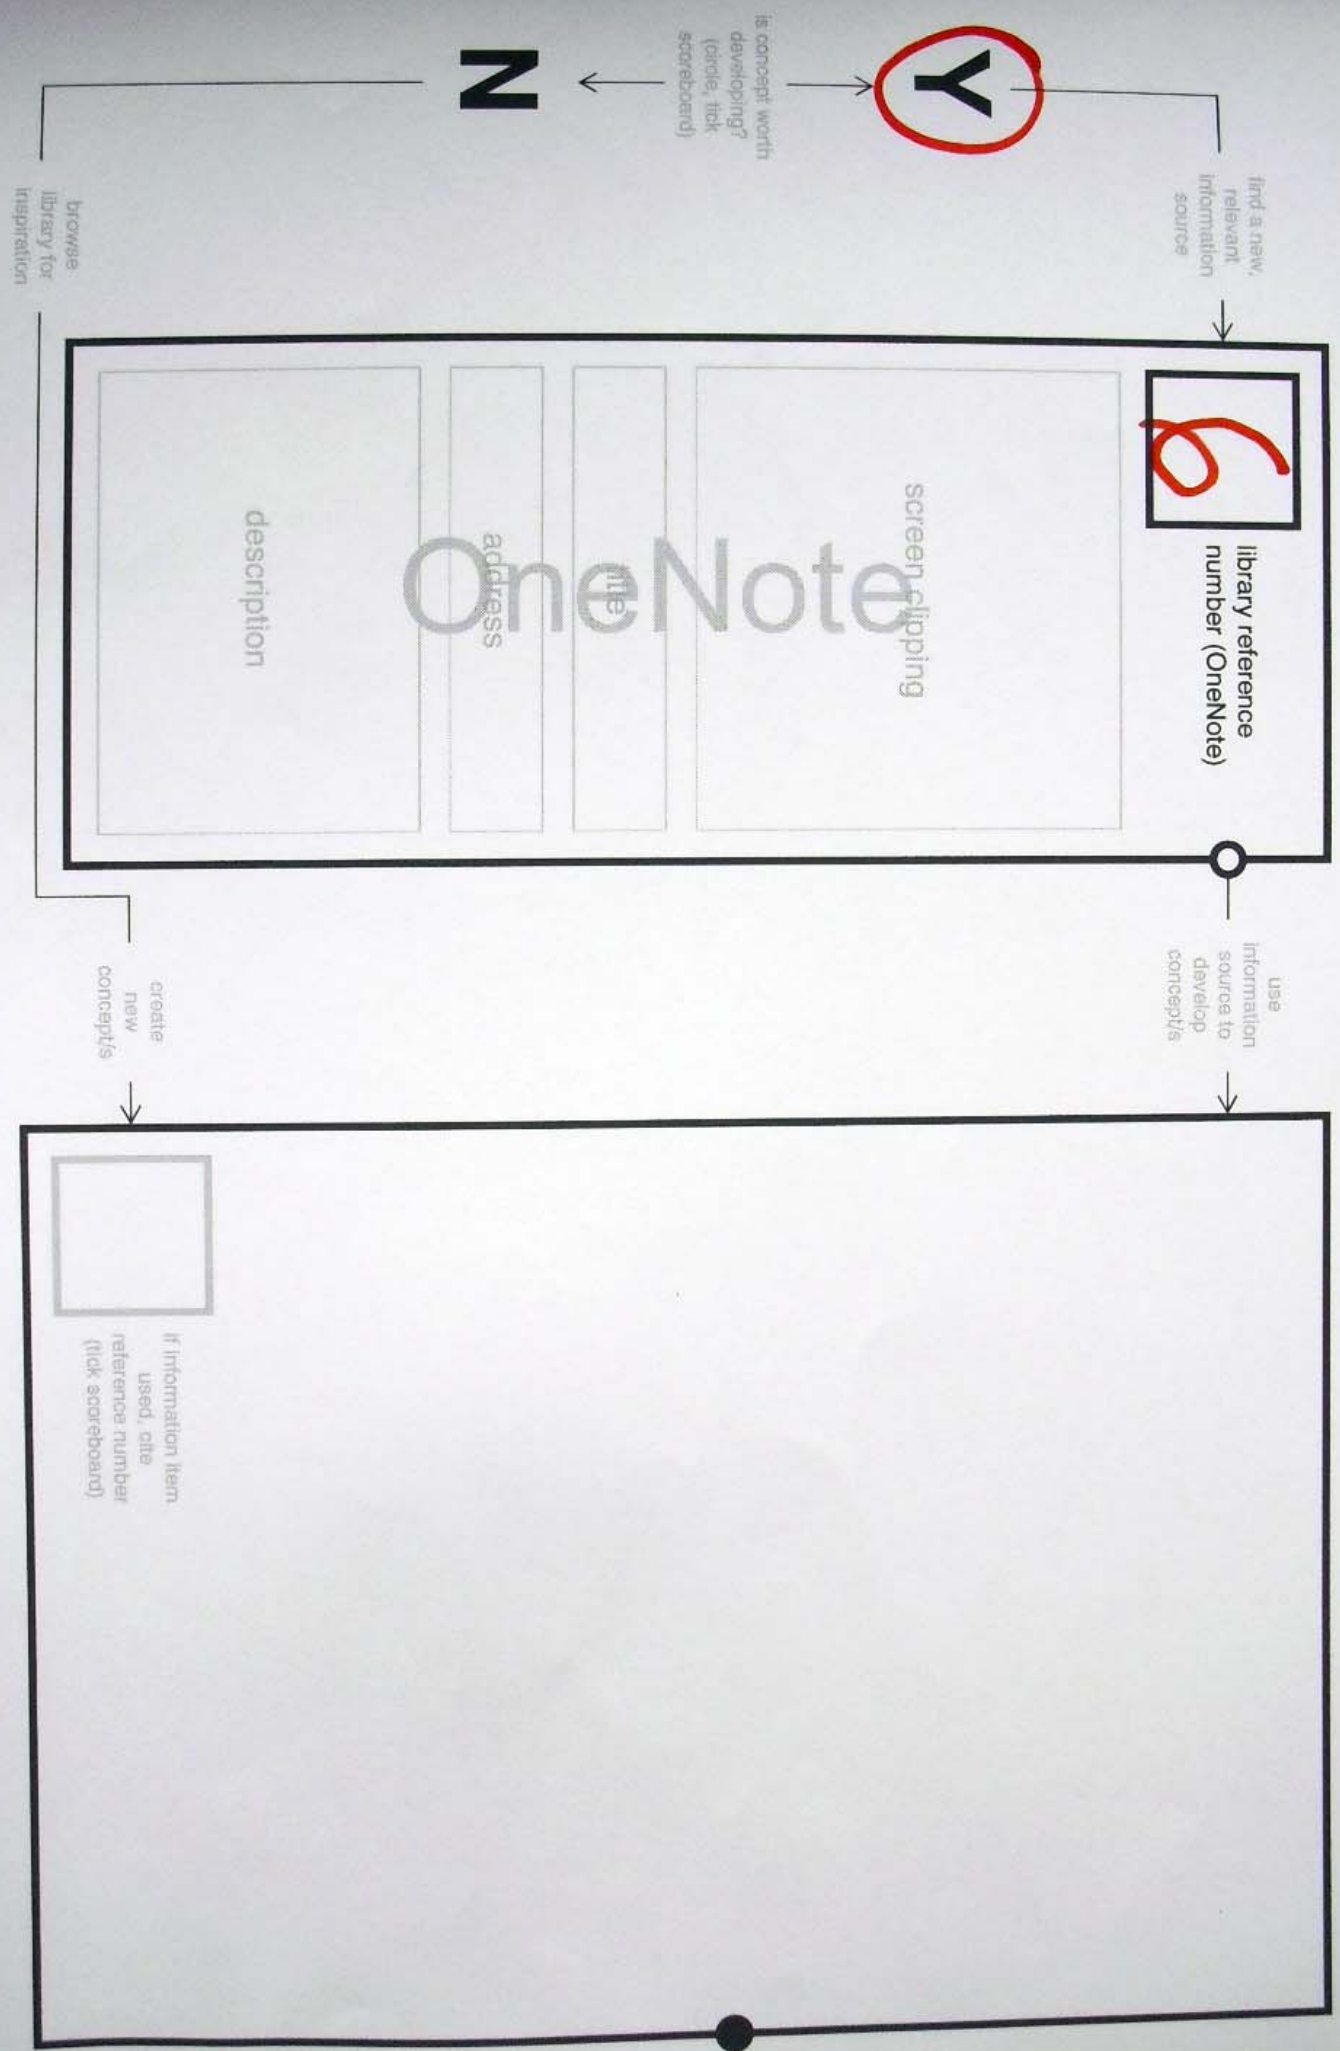 find a new,
relevant
information
source
Y
is concept worth
developing?
(circle, tick
scoreboard)
N
browse
library for
inspiration
6
library reference
number (OneNote)
screen clipping
title
address
description
OneNote
use
information
source to
develop
concept/s
create
new
concept/s
if information item
used, cite
reference number
(tick scoreboard)